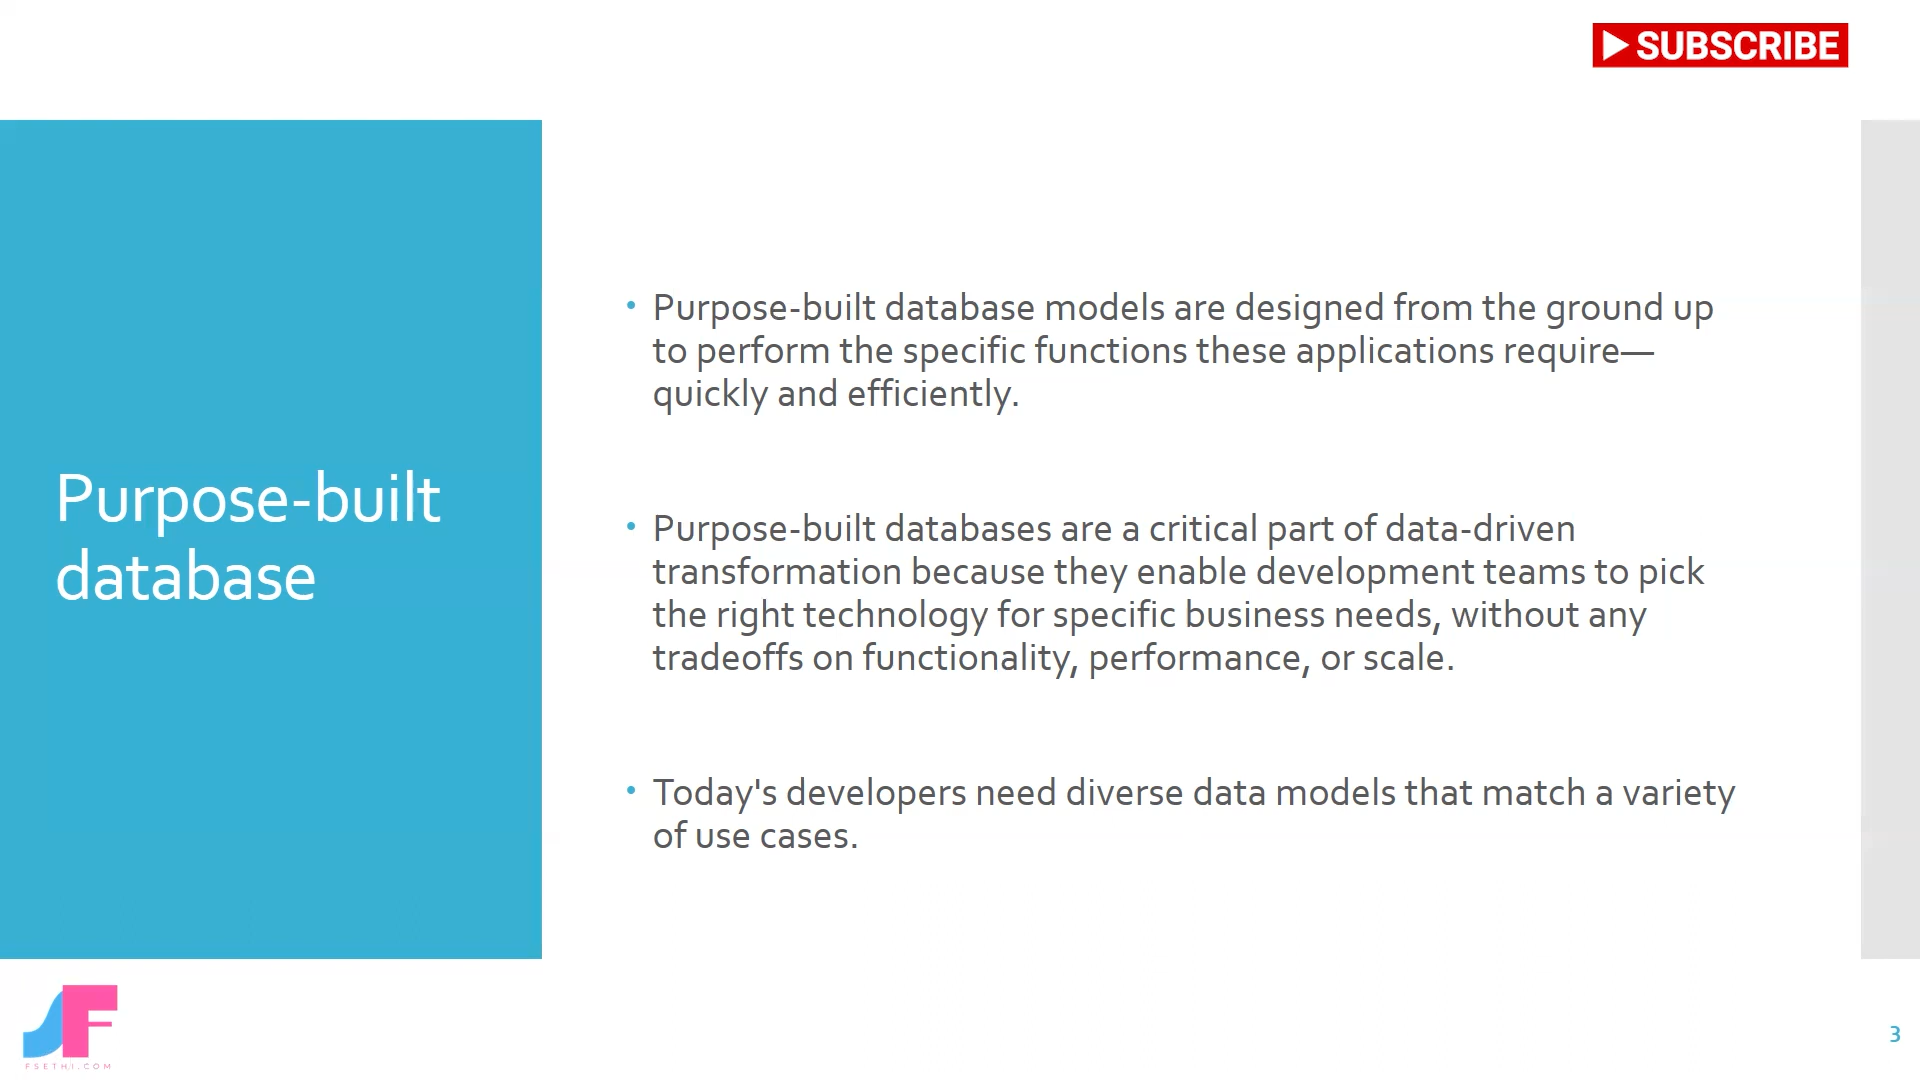 SUBSCRIBE
Purpose-built
database
• Purpose-built database models are designed from the ground up
to perform the specific functions these applications require—
quickly and efficiently.
• Purpose-built databases are a critical part of data-driven
transformation because they enable development teams to pick
the right technology for specific business needs, without any
tradeoffs on functionality, performance, or scale.
• Today's developers need diverse data models that match a variety
of use cases.
SF
FSETHI.COM
3